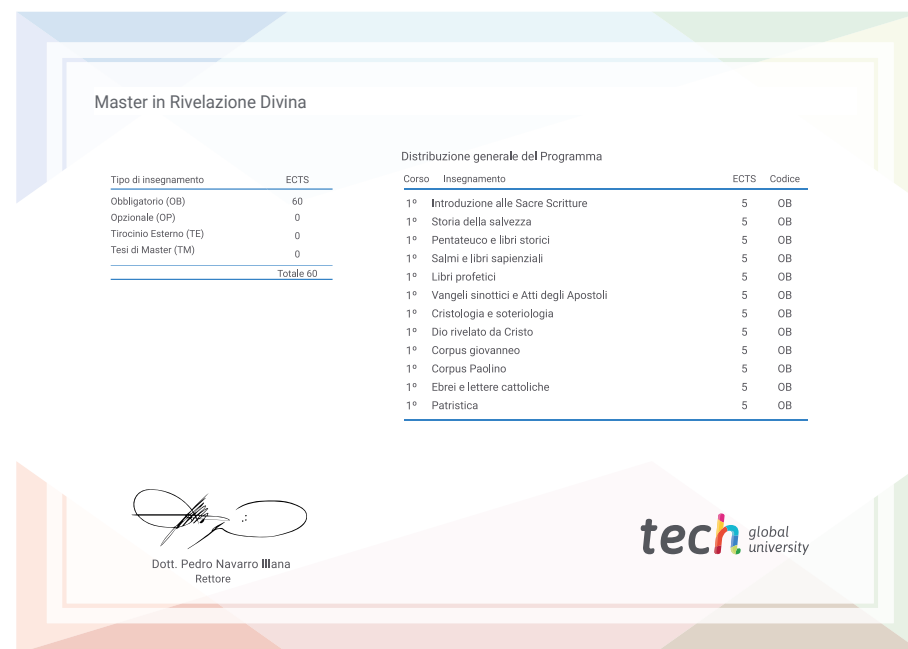 Master in Rivelazione Divina
Tipo di insegnamento ECTS
Obbligatorio (OB) 60
Opzionale (OP) 0
Tirocinio Esterno (TE) 0
Tesi di Master (TM) 0
Totale 60
Distribuzione generale del Programma
Corso Insegnamento ECTS Codice
1º Introduzione alle Sacre Scritture 5 OB
1º Storia della salvezza 5 OB
1º Pentateuco e libri storici 5 OB
1º Salmi e libri sapienziali 5 OB
1º Libri profetici 5 OB
1º Vangeli sinottici e Atti degli Apostoli 5 OB
1º Cristologia e soteriologia 5 OB
1º Dio rivelato da Cristo 5 OB
1º Corpus giovanneo 5 OB
1º Corpus Paolino 5 OB
1º Ebrei e lettere cattoliche 5 OB
1º Patristica 5 OB
Dott. Pedro Navarro Illana
Rettore
tech global university